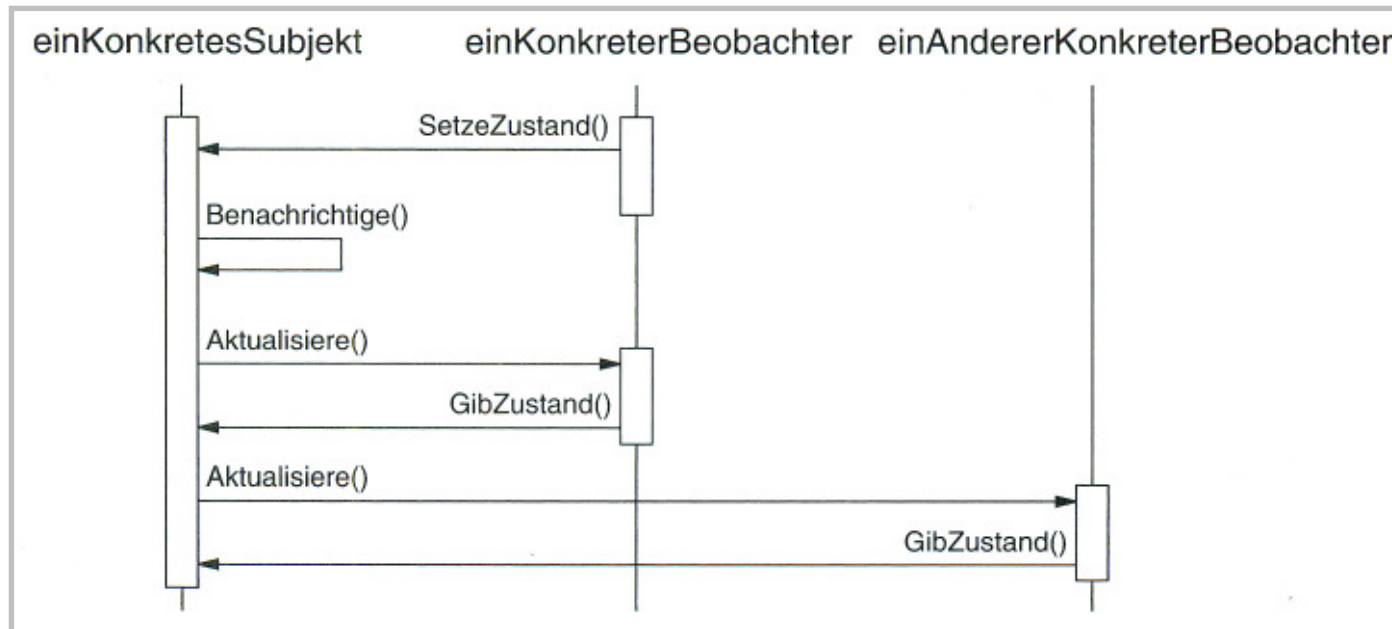 einKonkretesSubjekt einKonkreterBeobachter einAndererKonkreterBeobachter
SetzeZustand()
Benachrichtige()
Aktualisiere()
GibZustand()
Aktualisiere()
GibZustand()